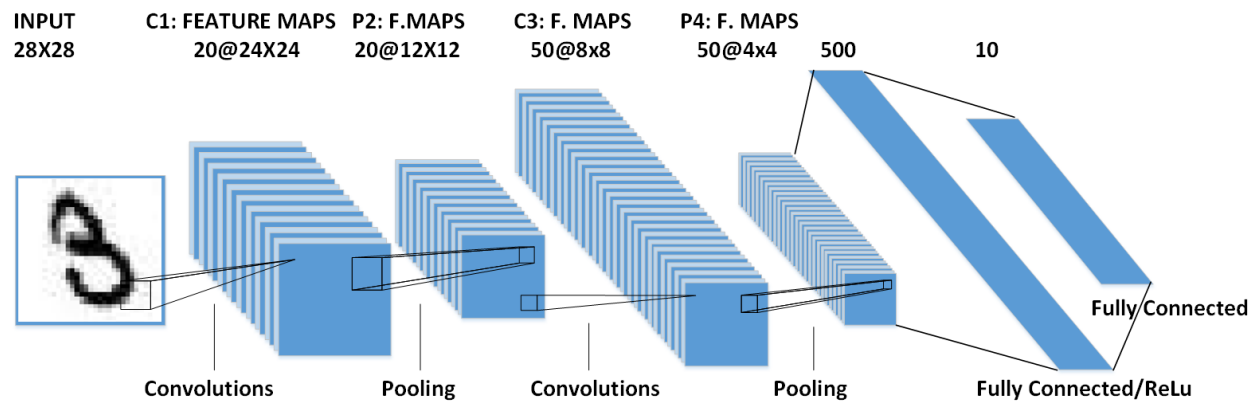 INPUT C1: FEATURE MAPS P2: F.MAPS C3: F. MAPS P4: F. MAPS
28X28 20@24X24 20@12X12 50@8x8 50@4x4 500 10
Fully Connected
Convolutions Pooling Convolutions Pooling Fully Connected/ReLu